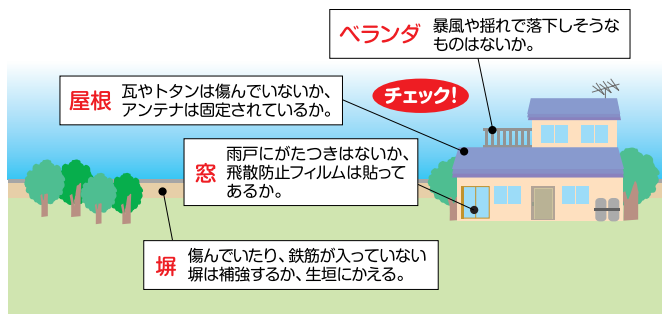 ベランダ
暴風や揺れで落下しそうな
ものはないか。
チェック!
屋根
瓦やトタンは傷んでいないか、
アンテナは固定されているか。
窓
雨戸にがたつきはないか、
飛散防止フィルムは貼って
あるか。
塀
傷んでいたり、鉄筋が入っていない
塀は補強するか、生垣にかえる。